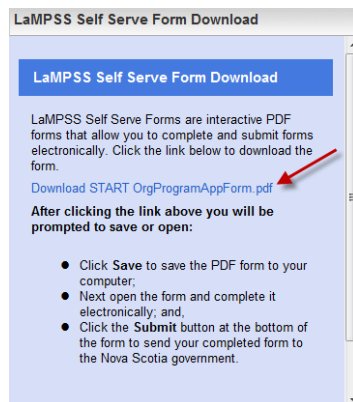 LaMPSS Self Serve Form Download
LaMPSS Self Serve Form Download
LaMPSS Self Serve Forms are interactive PDF
forms that allow you to complete and submit forms
electronically. Click the link below to download the
form.
Download START OrgProgramAppForm.pdf
After clicking the link above you will be
prompted to save or open:
● Click Save to save the PDF form to your
computer;
● Next open the form and complete it
electronically; and,
● Click the Submit button at the bottom of
the form to send your completed form to
the Nova Scotia government.